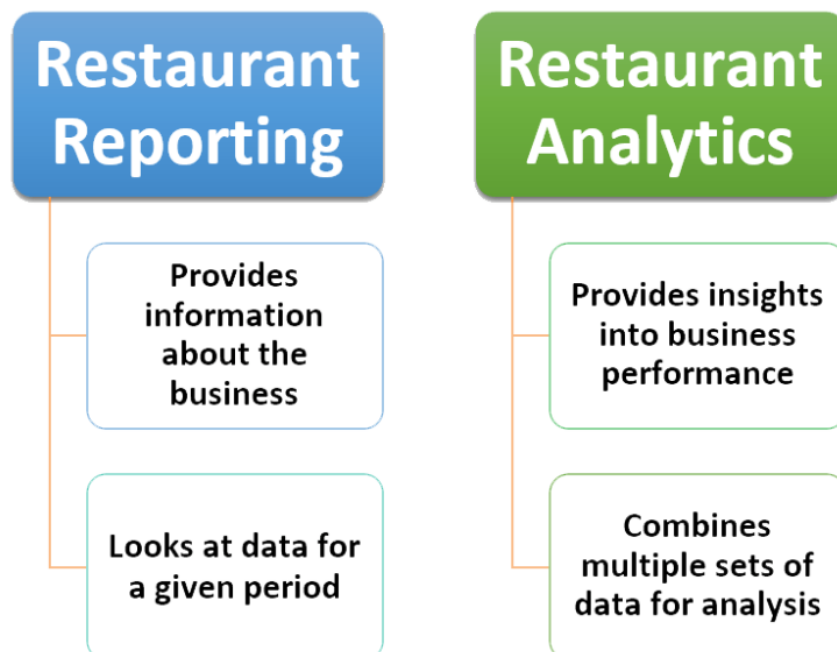 Restaurant
Reporting
Provides
information
about the
business
Looks at data for
a given period
Restaurant
Analytics
Provides insights
into business
performance
Combines
multiple sets of
data for analysis